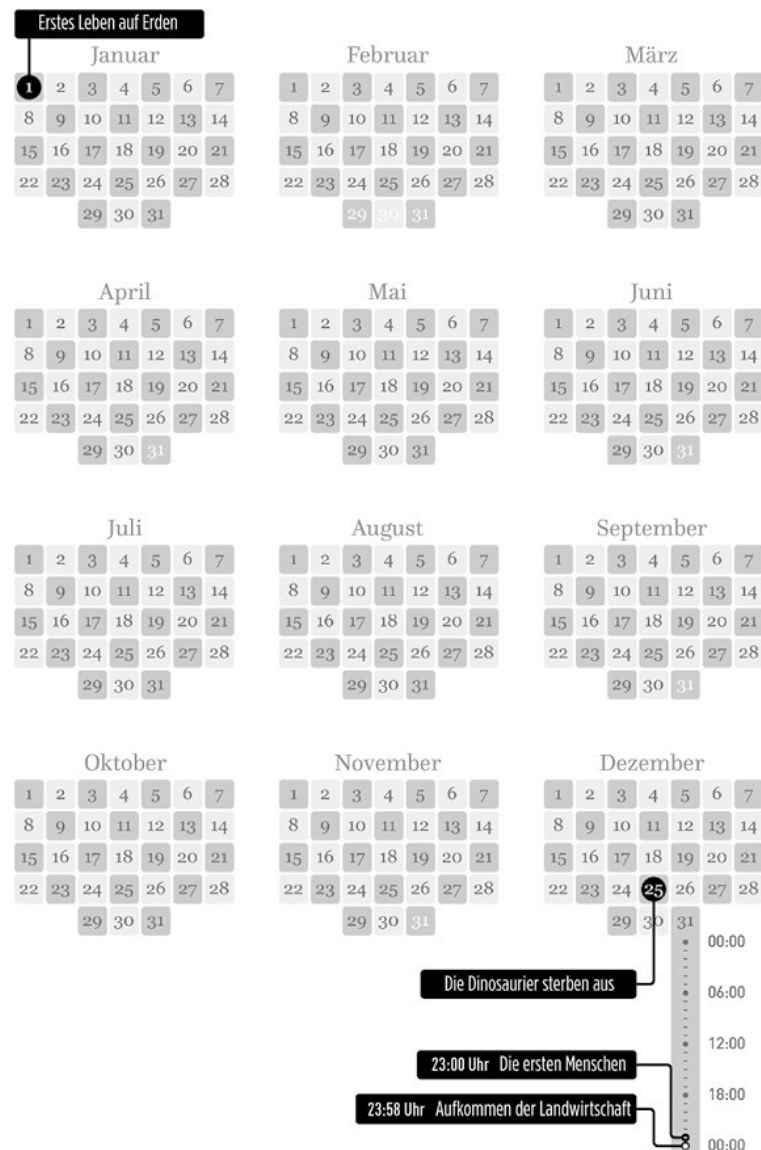 Erstes Leben auf Erden
Januar Februar März
1 2 3 4 5 6 7 1 2 3 4 5 6 7 1 2 3 4 5 6 7
8 9 10 11 12 13 14 8 9 10 11 12 13 14 8 9 10 11 12 13 14
15 16 17 18 19 20 21 15 16 17 18 19 20 21 15 16 17 18 19 20 21
22 23 24 25 26 27 28 22 23 24 25 26 27 28 22 23 24 25 26 27 28
29 30 31 29 30 31 29 30 31
April Mai Juni
1 2 3 4 5 6 7 1 2 3 4 5 6 7 1 2 3 4 5 6 7
8 9 10 11 12 13 14 8 9 10 11 12 13 14 8 9 10 11 12 13 14
15 16 17 18 19 20 21 15 16 17 18 19 20 21 15 16 17 18 19 20 21
22 23 24 25 26 27 28 22 23 24 25 26 27 28 22 23 24 25 26 27 28
29 30 31 29 30 31 29 30 31
Juli August September
1 2 3 4 5 6 7 1 2 3 4 5 6 7 1 2 3 4 5 6 7
8 9 10 11 12 13 14 8 9 10 11 12 13 14 8 9 10 11 12 13 14
15 16 17 18 19 20 21 15 16 17 18 19 20 21 15 16 17 18 19 20 21
22 23 24 25 26 27 28 22 23 24 25 26 27 28 22 23 24 25 26 27 28
29 30 31 29 30 31 29 30 31
Oktober November Dezember
1 2 3 4 5 6 7 1 2 3 4 5 6 7 1 2 3 4 5 6 7
8 9 10 11 12 13 14 8 9 10 11 12 13 14 8 9 10 11 12 13 14
15 16 17 18 19 20 21 15 16 17 18 19 20 21 15 16 17 18 19 20 21
22 23 24 25 26 27 28 22 23 24 25 26 27 28 22 23 24 25 26 27 28
29 30 31 29 30 31 29 30 31
00:00
Die Dinosaurier sterben aus 06:00
12:00
23:00 Uhr Die ersten Menschen
18:00
23:58 Uhr Aufkommen der Landwirtschaft
00:00